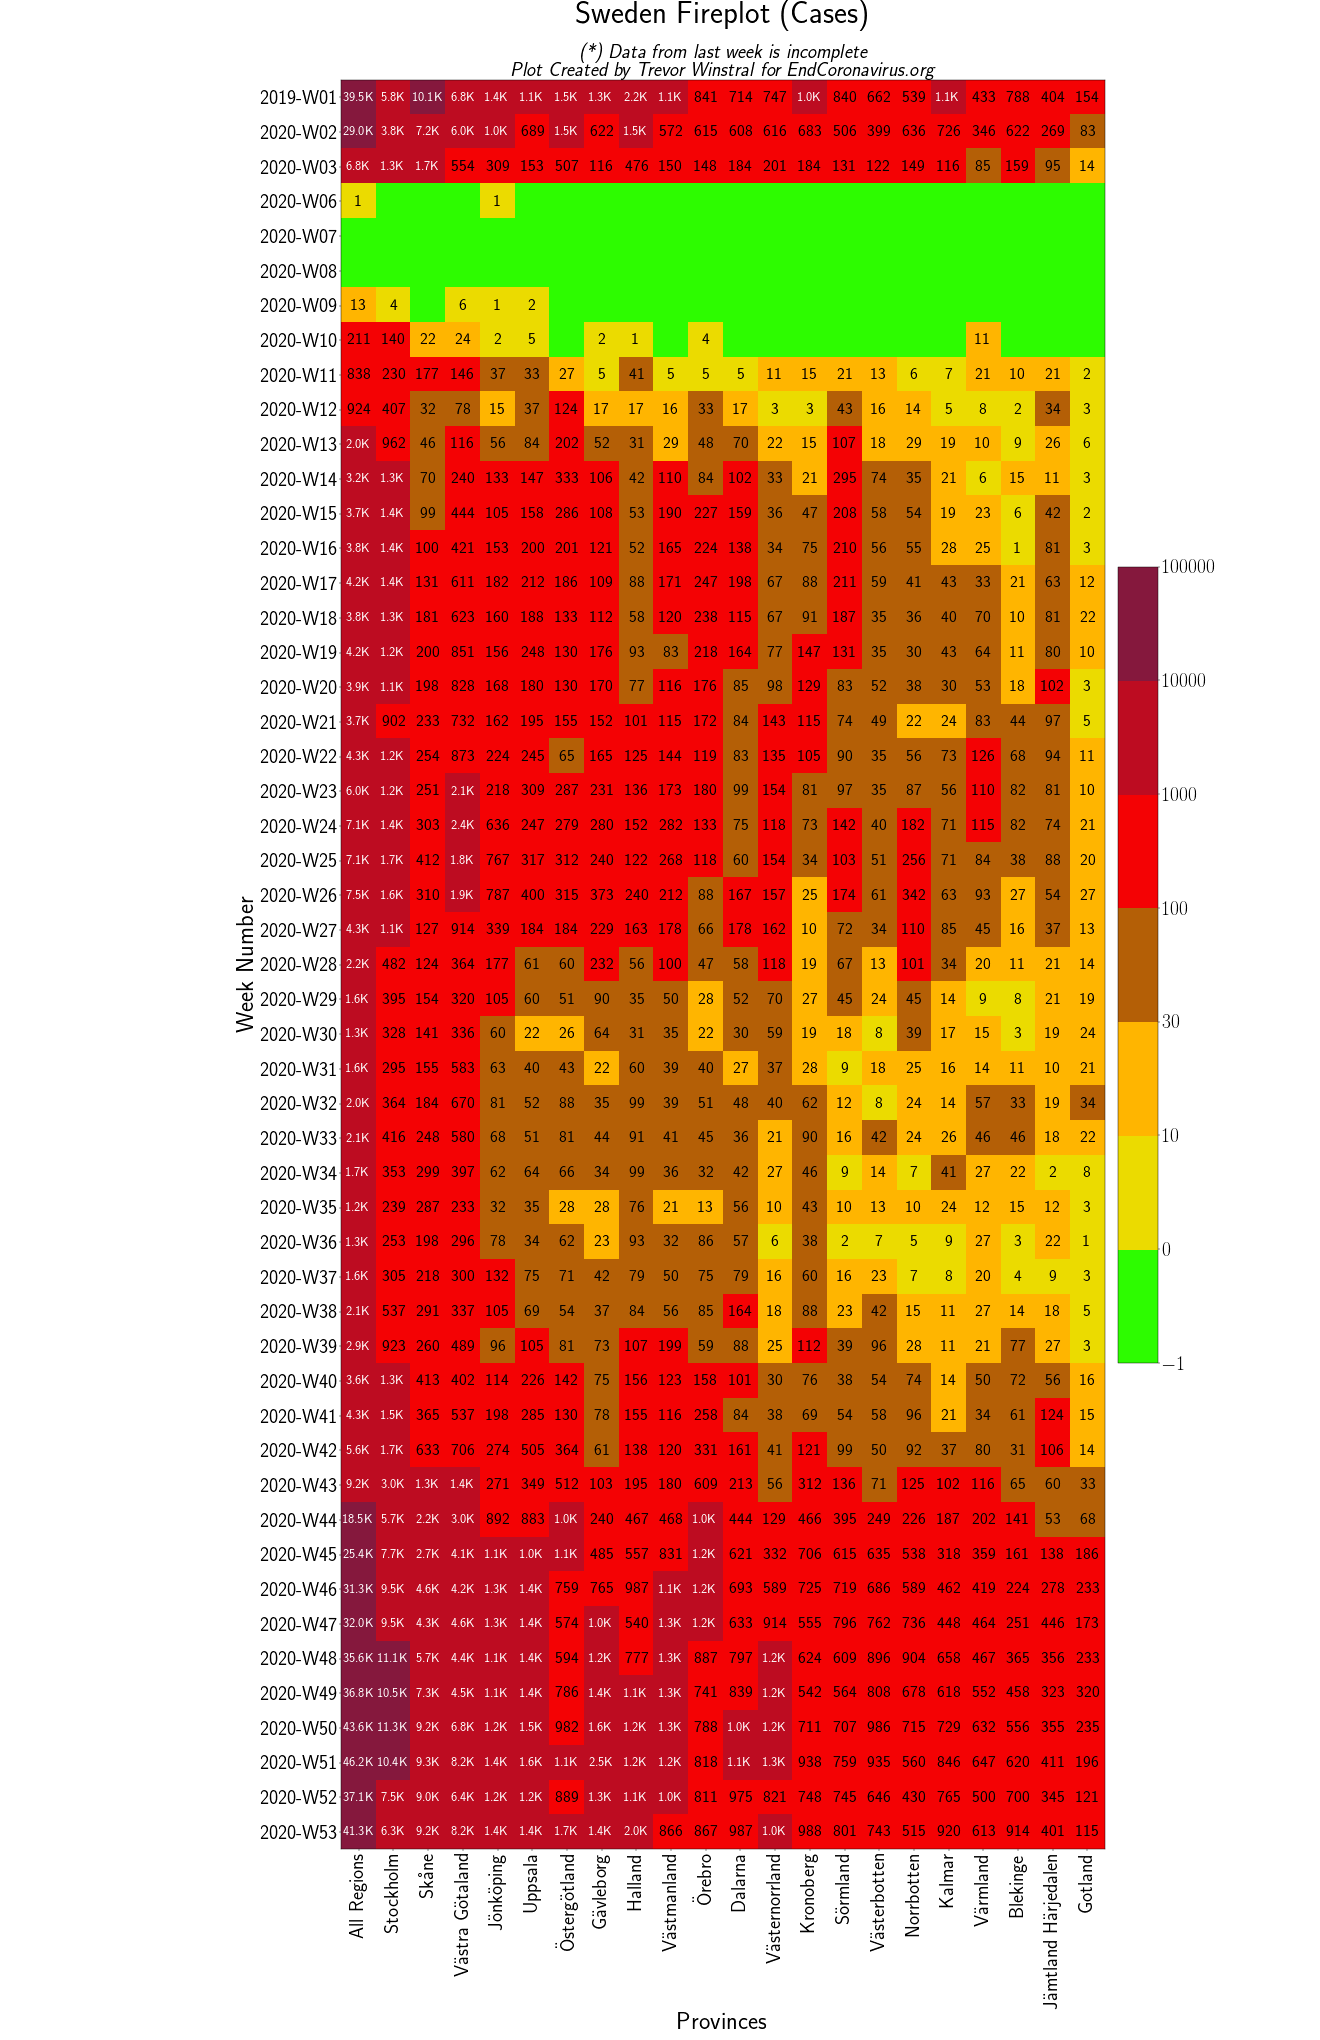 Sweden Fireplot (Cases)
(*) Data from last week is incomplete
Plot Created by Trevor Winstral for EndCoronavirus.org
2019-W01 39.5K 5.8K 10.1K 6.8K 1.4K 1.1K 1.5K 1.3K 2.2K 1.1K 841 714 747 1.0K 840 662 539 1.1K 433 788 404 154
2020-W02 29.0K 3.8K 7.2K 6.0K 1.0K 689 1.5K 622 1.5K 572 615 608 616 683 506 399 636 726 346 622 269 83
2020-W03 6.8K 1.3K 1.7K 554 309 153 507 116 476 150 148 184 201 184 131 122 149 116 85 159 95 14
2020-W06 1 1
2020-W07
2020-W08
2020-W09 13 4 6 1 2
2020-W10 211 140 22 24 2 5 2 1 4 11
2020-W11 838 230 177 146 37 33 27 5 41 5 5 5 11 15 21 13 6 7 21 10 21 2
2020-W12 924 407 32 78 15 37 124 17 17 16 33 17 3 3 43 16 14 5 8 2 34 3
2020-W13 2.0K 962 46 116 56 84 202 52 31 29 48 70 22 15 107 18 29 19 10 9 26 6
2020-W14 3.2K 1.3K 70 240 133 147 333 106 42 110 84 102 33 21 295 74 35 21 6 15 11 3
2020-W15 3.7K 1.4K 99 444 105 158 286 108 53 190 227 159 36 47 208 58 54 19 23 6 42 2
2020-W16 3.8K 1.4K 100 421 153 200 201 121 52 165 224 138 34 75 210 56 55 28 25 1 81 3
2020-W17 4.2K 1.4K 131 611 182 212 186 109 88 171 247 198 67 88 211 59 41 43 33 21 63 12
2020-W18 3.8K 1.3K 181 623 160 188 133 112 58 120 238 115 67 91 187 35 36 40 70 10 81 22
2020-W19 4.2K 1.2K 200 851 156 248 130 176 93 83 218 164 77 147 131 35 30 43 64 11 80 10
2020-W20 3.9K 1.1K 198 828 168 180 130 170 77 116 176 85 98 129 83 52 38 30 53 18 102 3
2020-W21 3.7K 902 233 732 162 195 155 152 101 115 172 84 143 115 74 49 22 24 83 44 97 5
2020-W22 4.3K 1.2K 254 873 224 245 65 165 125 144 119 83 135 105 90 35 56 73 126 68 94 11
2020-W23 6.0K 1.2K 251 2.1K 218 309 287 231 136 173 180 99 154 81 97 35 87 56 110 82 81 10
2020-W24 7.1K 1.4K 303 2.4K 636 247 279 280 152 282 133 75 118 73 142 40 182 71 115 82 74 21
2020-W25 7.1K 1.7K 412 1.8K 767 317 312 240 122 268 118 60 154 34 103 51 256 71 84 38 88 20
2020-W26 7.5K 1.6K 310 1.9K 787 400 315 373 240 212 88 167 157 25 174 61 342 63 93 27 54 27
2020-W27 4.3K 1.1K 127 914 339 184 184 229 163 178 66 178 162 10 72 34 110 85 45 16 37 13
2020-W28 2.2K 482 124 364 177 61 60 232 56 100 47 58 118 19 67 13 101 34 20 11 21 14
2020-W29 1.6K 395 154 320 105 60 51 90 35 50 28 52 70 27 45 24 45 14 9 8 21 19
2020-W30 1.3K 328 141 336 60 22 26 64 31 35 22 30 59 19 18 8 39 17 15 3 19 24
2020-W31 1.6K 295 155 583 63 40 43 22 60 39 40 27 37 28 9 18 25 16 14 11 10 21
2020-W32 2.0K 364 184 670 81 52 88 35 99 39 51 48 40 62 12 8 24 14 57 33 19 34
2020-W33 2.1K 416 248 580 68 51 81 44 91 41 45 36 21 90 16 42 24 26 46 46 18 22
2020-W34 1.7K 353 299 397 62 64 66 34 99 36 32 42 27 46 9 14 7 41 27 22 2 8
2020-W35 1.2K 239 287 233 32 35 28 28 76 21 13 56 10 43 10 13 10 24 12 15 12 3
2020-W36 1.3K 253 198 296 78 34 62 23 93 32 86 57 6 38 2 7 5 9 27 3 22 1
2020-W37 1.6K 305 218 300 132 75 71 42 79 50 75 79 16 60 16 23 7 8 20 4 9 3
2020-W38 2.1K 537 291 337 105 69 54 37 84 56 85 164 18 88 23 42 15 11 27 14 18 5
2020-W39 2.9K 923 260 489 96 105 81 73 107 199 59 88 25 112 39 96 28 11 21 77 27 3
2020-W40 3.6K 1.3K 413 402 114 226 142 75 156 123 158 101 30 76 38 54 74 14 50 72 56 16
2020-W41 4.3K 1.5K 365 537 198 285 130 78 155 116 258 84 38 69 54 58 96 21 34 61 124 15
2020-W42 5.6K 1.7K 633 706 274 505 364 61 138 120 331 161 41 121 99 50 92 37 80 31 106 14
2020-W43 9.2K 3.0K 1.3K 1.4K 271 349 512 103 195 180 609 213 56 312 136 71 125 102 116 65 60 33
2020-W44 18.5K 5.7K 2.2K 3.0K 892 883 1.0K 240 467 468 1.0K 444 129 466 395 249 226 187 202 141 53 68
2020-W45 25.4K 7.7K 2.7K 4.1K 1.1K 1.0K 1.1K 485 557 831 1.2K 621 332 706 615 635 538 318 359 161 138 186
2020-W46 31.3K 9.5K 4.6K 4.2K 1.3K 1.4K 759 765 987 1.1K 1.2K 693 589 725 719 686 589 462 419 224 278 233
2020-W47 32.0K 9.5K 4.3K 4.6K 1.3K 1.4K 574 1.0K 540 1.3K 1.2K 633 914 555 796 762 736 448 464 251 446 173
2020-W48 35.6K 11.1K 5.7K 4.4K 1.1K 1.4K 594 1.2K 777 1.3K 887 797 1.2K 624 609 896 904 658 467 365 356 233
2020-W49 36.8K 10.5K 7.3K 4.5K 1.1K 1.4K 786 1.4K 1.1K 1.3K 741 839 1.2K 542 564 808 678 618 552 458 323 320
2020-W50 43.6K 11.3K 9.2K 6.8K 1.2K 1.5K 982 1.6K 1.2K 1.3K 788 1.0K 1.2K 711 707 986 715 729 632 556 355 235
2020-W51 46.2K 10.4K 9.3K 8.2K 1.4K 1.6K 1.1K 2.5K 1.2K 1.2K 818 1.1K 1.3K 938 759 935 560 846 647 620 411 196
2020-W52 37.1K 7.5K 9.0K 6.4K 1.2K 1.2K 889 1.3K 1.1K 1.0K 811 975 821 748 745 646 430 765 500 700 345 121
2020-W53 41.3K 6.3K 9.2K 8.2K 1.4K 1.4K 1.7K 1.4K 2.0K 866 867 987 1.0K 988 801 743 515 920 613 914 401 115
Week Number
All Regions
Stockholm
Skåne
Västra Götaland
Jönköping
Uppsala
Östergötland
Gävleborg
Halland
Västmanland
Örebro
Dalarna
Västernorrland
Kronoberg
Sörmland
Västerbotten
Norrbotten
Kalmar
Värmland
Blekinge
Jämtland Härjedalen
Gotland
Provinces
100000
10000
1000
100
30
10
0
−1